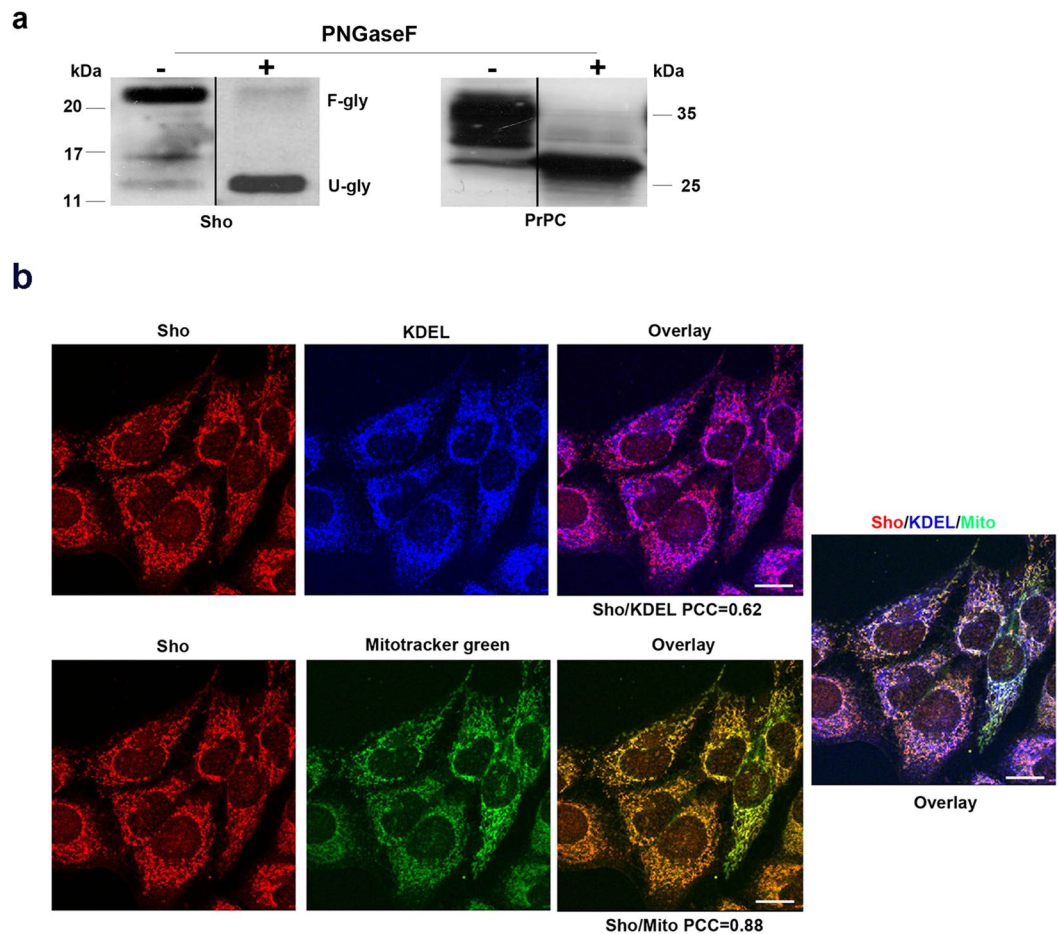 a
PNGaseF
kDa - + - + kDa
20
17
11
F-gly
U-gly
35
25
Sho
PrPC
b
Sho KDEL Overlay
Sho/KDEL PCC=0.62
Sho/KDEL/Mito
Sho Mitotracker green Overlay
Overlay
Sho/Mito PCC=0.88